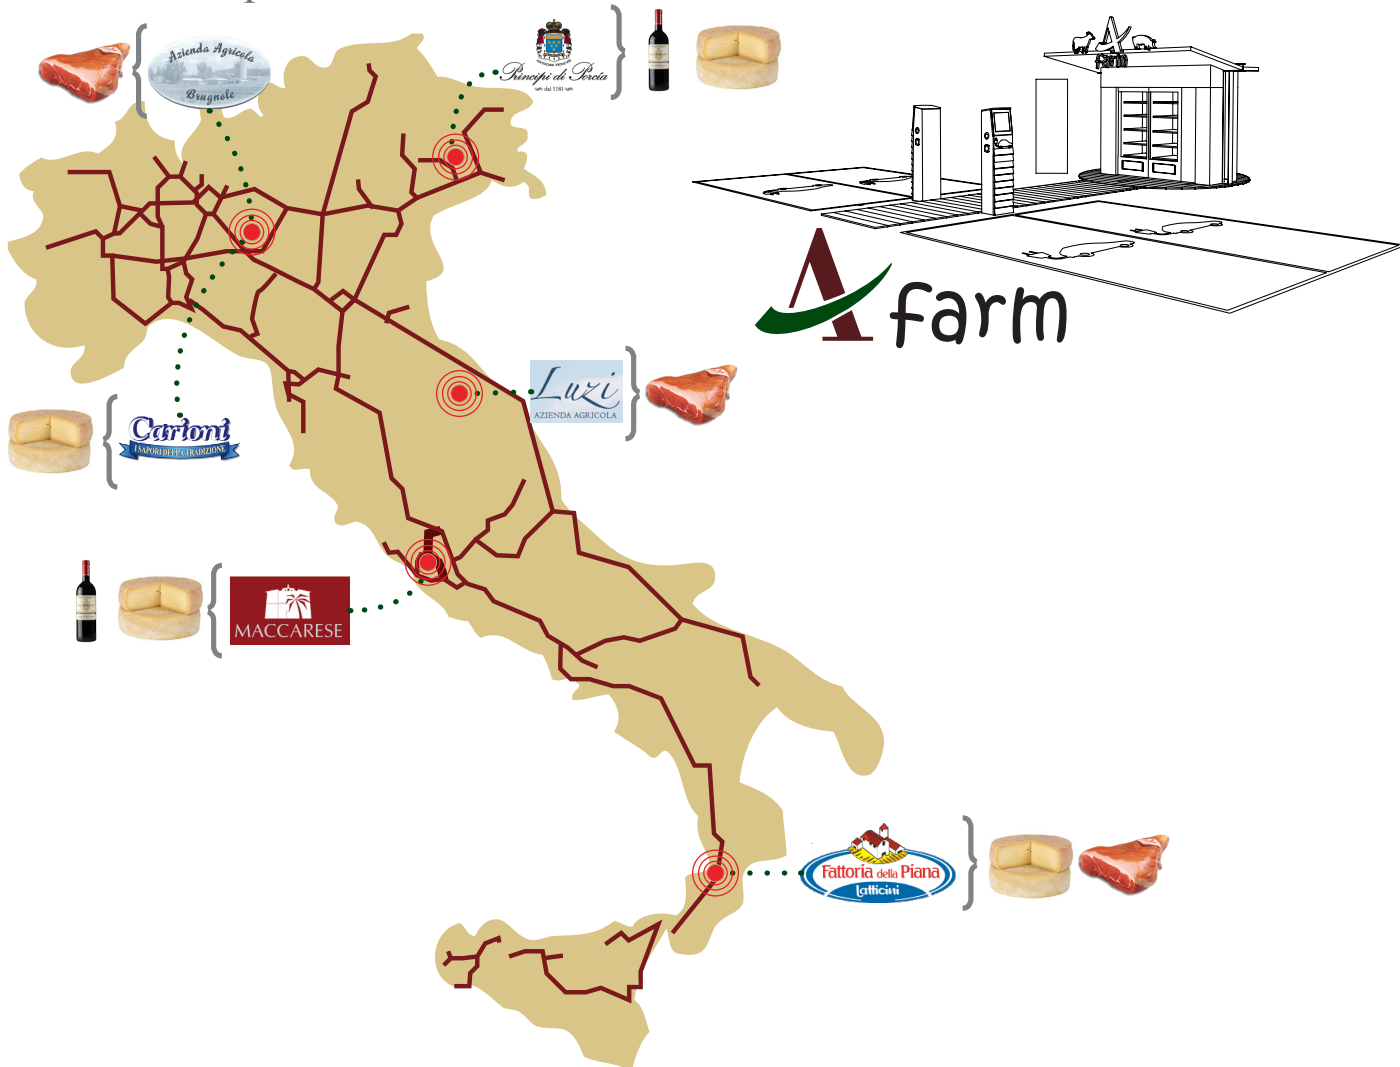 Azienda Agricola
Brugnole
Principi di Porcia
dal 1181
A
farm
A farm
Luzi
AZIENDA AGRICOLA
Carioni
I SAPORI DELLA TRADIZIONE
MACCARESE
Fattoria della Piana
Latticini